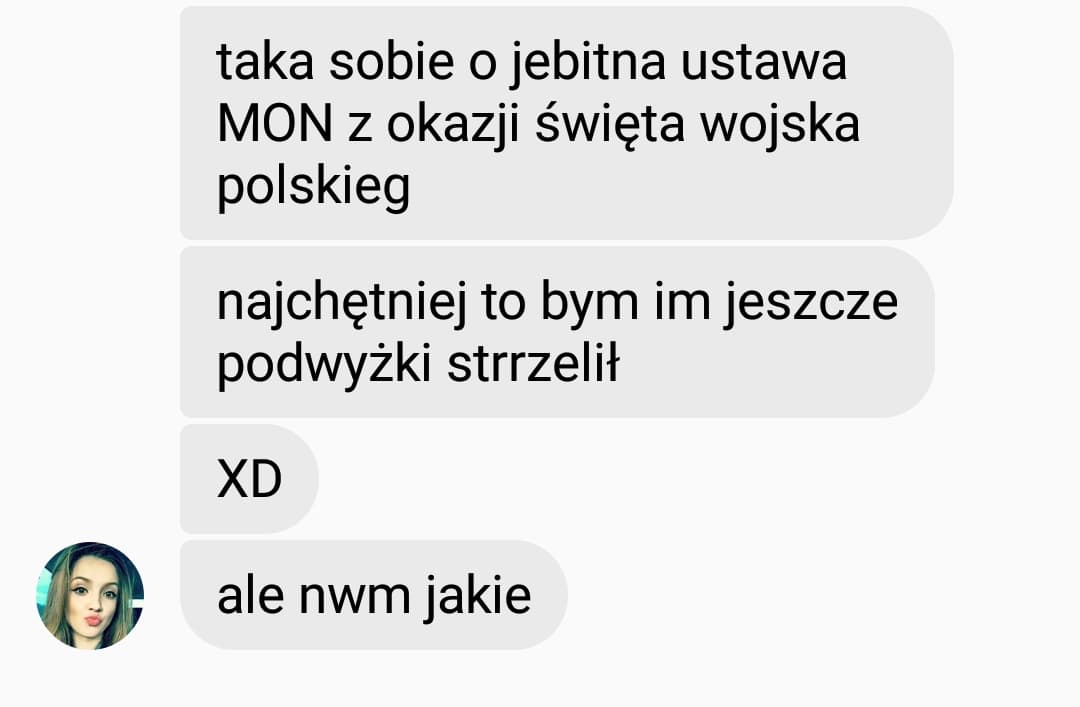 taka sobie o jebitna ustawa
MON z okazji święta wojska
polskieg
najchętniej to bym im jeszcze
podwyżki strrzelił
XD
ale nwm jakie